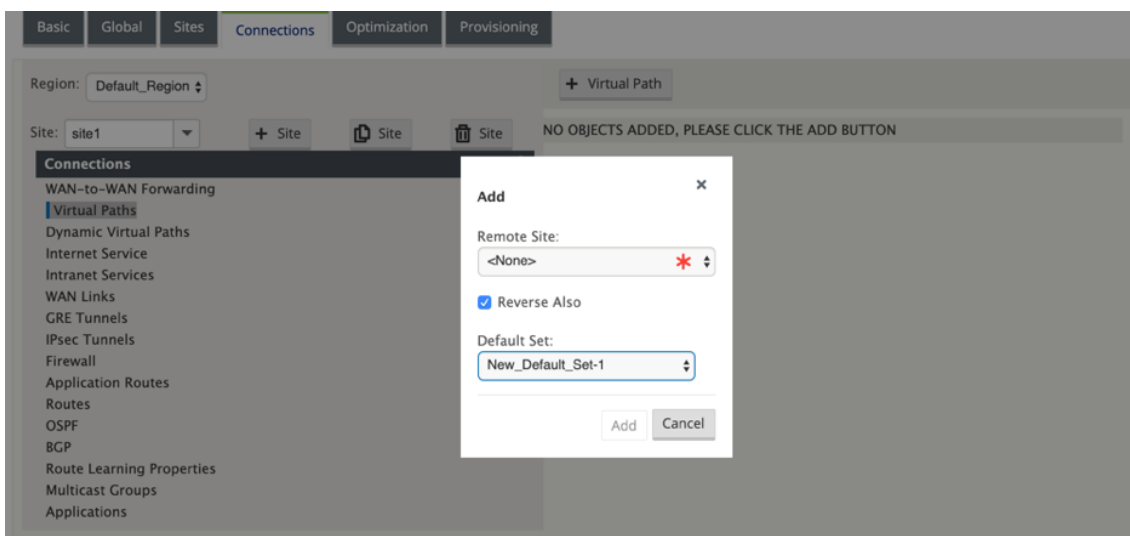 Basic Global Sites Connections Optimization Provisioning
Region: Default_Region
+ Virtual Path
Site: site1 + Site Site Site
NO OBJECTS ADDED, PLEASE CLICK THE ADD BUTTON
Connections
WAN-to-WAN Forwarding
Virtual Paths
Dynamic Virtual Paths
Internet Service
Intranet Services
WAN Links
GRE Tunnels
IPsec Tunnels
Firewall
Application Routes
Routes
OSPF
BGP
Route Learning Properties
Multicast Groups
Applications
Add ×
Remote Site:
<None> *
Reverse Also
Default Set:
New_Default_Set-1
Add Cancel